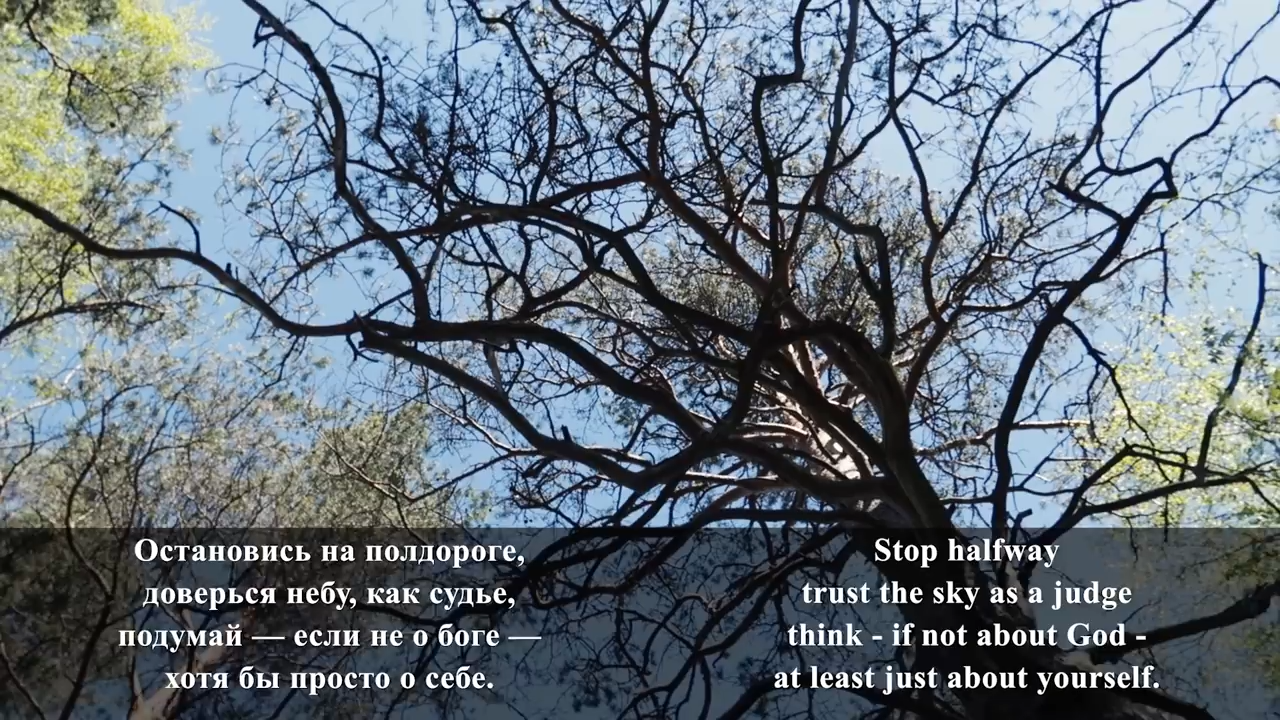 Остановись на полдороге,
доверься небу, как судье,
подумай — если не о боге —
хотя бы просто о себе.
Stop halfway
trust the sky as a judge
think - if not about God -
at least just about yourself.